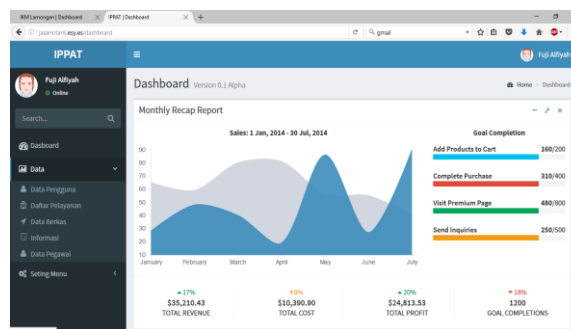 IKM Lamongan | Dashboard
IPPAT | Dashboard
jasanotaris.esy.es/dashboard
gmail
IPPAT
Fuji Alfiyah
Fuji Alfiyah
Online
Search...
Dasboard
Data
Data Pengguna
Daftar Pelayanan
Data Berkas
Informasi
Data Pegawai
Seting Menu
Dashboard Version 0.1 Alpha
Home > Dashboard
Monthly Recap Report
Sales: 1 Jan, 2014 - 30 Jul, 2014
90
80
70
60
50
40
30
20
10
January February March April May June July
Goal Completion
Add Products to Cart 160/200
Complete Purchase 310/400
Visit Premium Page 480/800
Send Inquiries 250/500
17%
$35,210.43
TOTAL REVENUE
0%
$10,390.90
TOTAL COST
20%
$24,813.53
TOTAL PROFIT
18%
1200
GOAL COMPLETIONS